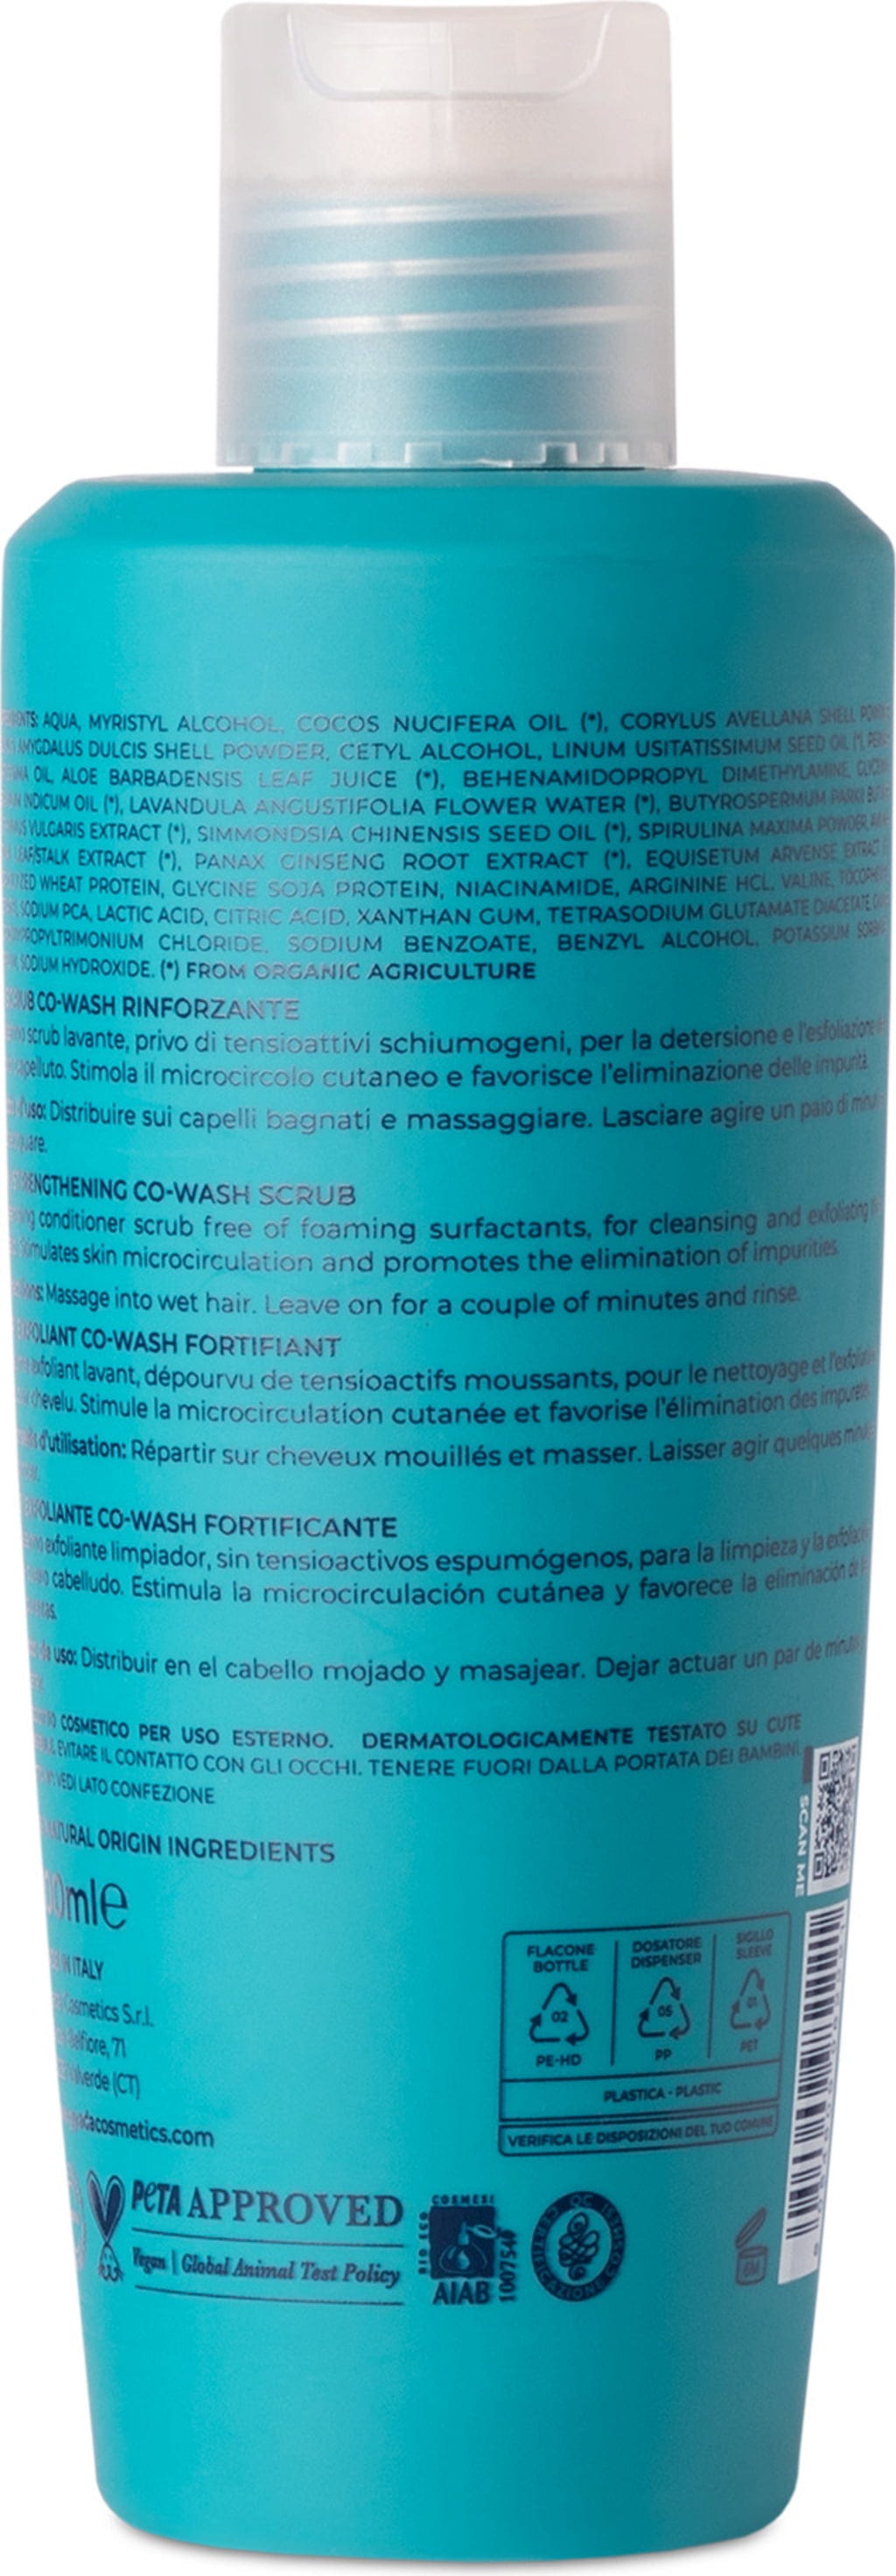 AQUA, MYRISTYL ALCOHOL, COCOS NUCIFERA OIL (*), CORYLUS AVELLANA SHELL
AMYGDALUS DULCIS SHELL POWDER, CETYL ALCOHOL, LINUM USITATISSIMUM SEED OIL (*),
OIL, ALOE BARBADENSIS LEAF JUICE (*), BEHENAMIDOPROPYL DIMETHYLAMINE,
INDICUM OIL (*), LAVANDULA ANGUSTIFOLIA FLOWER WATER (*), BUTYROSPERMUM PARKII
VULGARIS EXTRACT (*), SIMMONDSIA CHINENSIS SEED OIL (*), SPIRULINA MAXIMA POWDER,
LEAF/STALK EXTRACT (*), PANAX GINSENG ROOT EXTRACT (*), EQUISETUM ARVENSE EXTRACT
WHEAT PROTEIN, GLYCINE SOJA PROTEIN, NIACINAMIDE, ARGININE HCL, VALINE,
SODIUM PCA, LACTIC ACID, CITRIC ACID, XANTHAN GUM, TETRASODIUM GLUTAMATE DIACETATE,
CHLORIDE, SODIUM BENZOATE, BENZYL ALCOHOL, POTASSIUM
SODIUM HYDROXIDE. (*) FROM ORGANIC AGRICULTURE
CO-WASH RINFORZANTE
scrub lavante, privo di tensioattivi schiumogeni, per la detersione e l'esfoliazione
Stimola il microcircolo cutaneo e favorisce l'eliminazione delle impurità.
d'uso: Distribuire sui capelli bagnati e massaggiare. Lasciare agire un paio di
STRENGTHENING CO-WASH SCRUB
conditioner scrub free of foaming surfactants, for cleansing and exfoliating
Stimulates skin microcirculation and promotes the elimination of impurities.
Massage into wet hair. Leave on for a couple of minutes and rinse.
CO-WASH FORTIFIANT
exfoliant lavant, dépourvu de tensioactifs moussants, pour le nettoyage et
chevelu. Stimule la microcirculation cutanée et favorise l'élimination des
d'utilisation: Répartir sur cheveux mouillés et masser. Laisser agir quelques
CO-WASH FORTIFICANTE
exfoliante limpiador, sin tensioactivos espumógenos, para la limpieza y la
cabelludo. Estimula la microcirculación cutánea y favorece la eliminación de
uso: Distribuir en el cabello mojado y masajear. Dejar actuar un par de
COSMETICO PER USO ESTERNO. DERMATOLOGICAMENTE TESTATO SU CUTE
EVITARE IL CONTATTO CON GLI OCCHI. TENERE FUORI DALLA PORTATA DEI BAMBINI.
VEDI LATO CONFEZIONE
NATURAL ORIGIN INGREDIENTS
SCAN ME
ml e
IN ITALY
Cosmetics S.r.l.
Belfiore, 71
(CT)
FLACONE
BOTTLE
02
PE-HD
DOSATORE
DISPENSER
05
PP
SIGILLO
SLEEVE
01
PET
PLASTICA - PLASTIC
VERIFICA LE DISPOSIZIONI DEL TUO COMUNE
PETA APPROVED
Vegan | Global Animal Test Policy
COSMESI
BIO ECO
AIAB